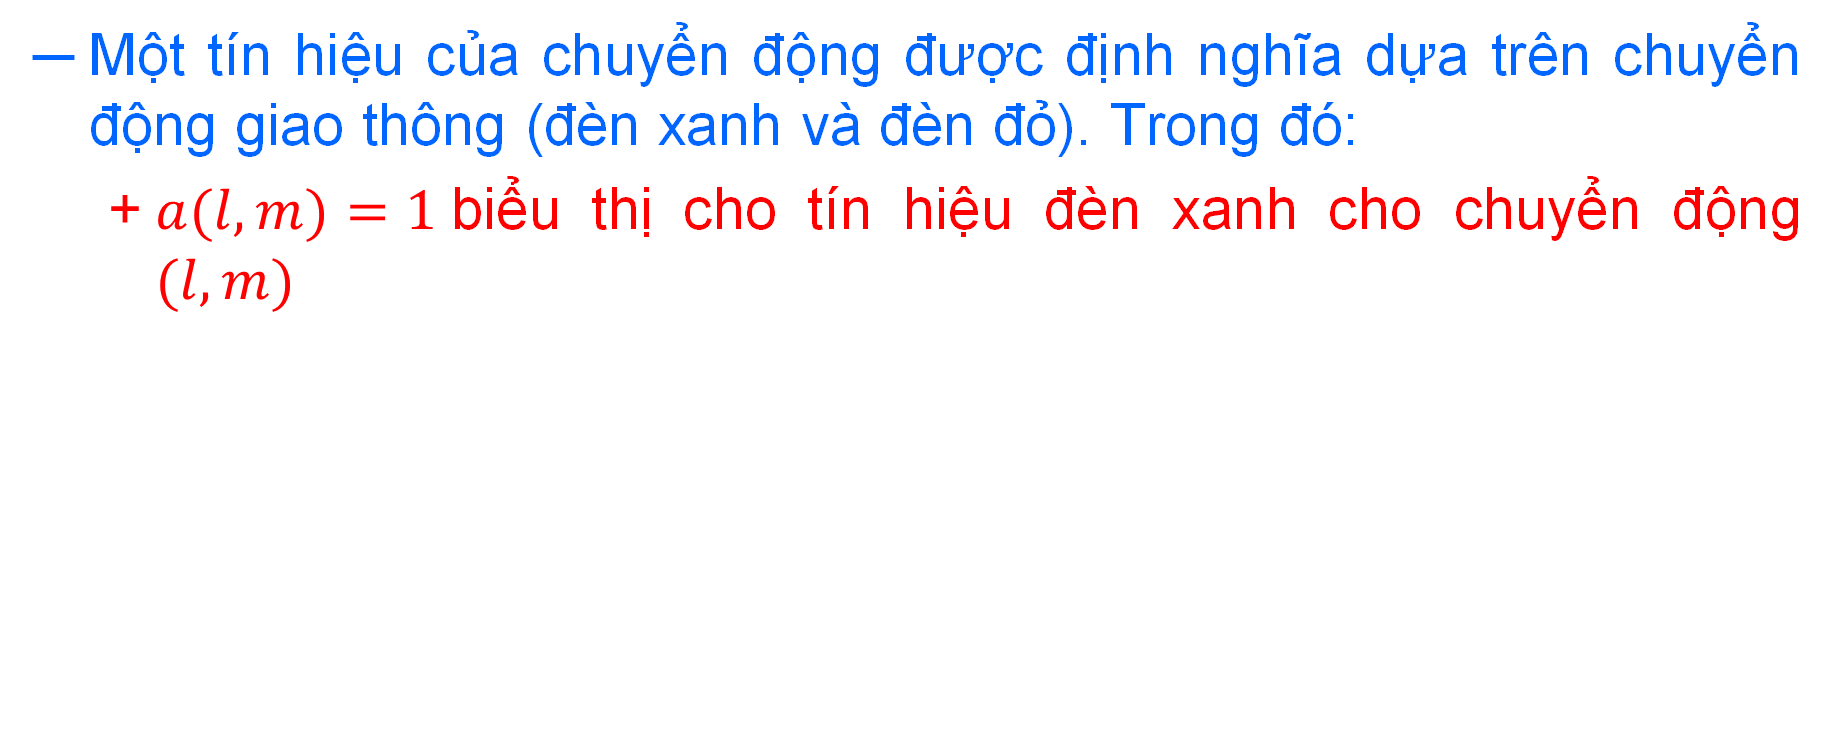 — Một tín hiệu của chuyển động được định nghĩa dựa trên chuyển
động giao thông (đèn xanh và đèn đỏ). Trong đó:
+ a(l, m) = 1 biểu thị cho tín hiệu đèn xanh cho chuyển động
(l, m)